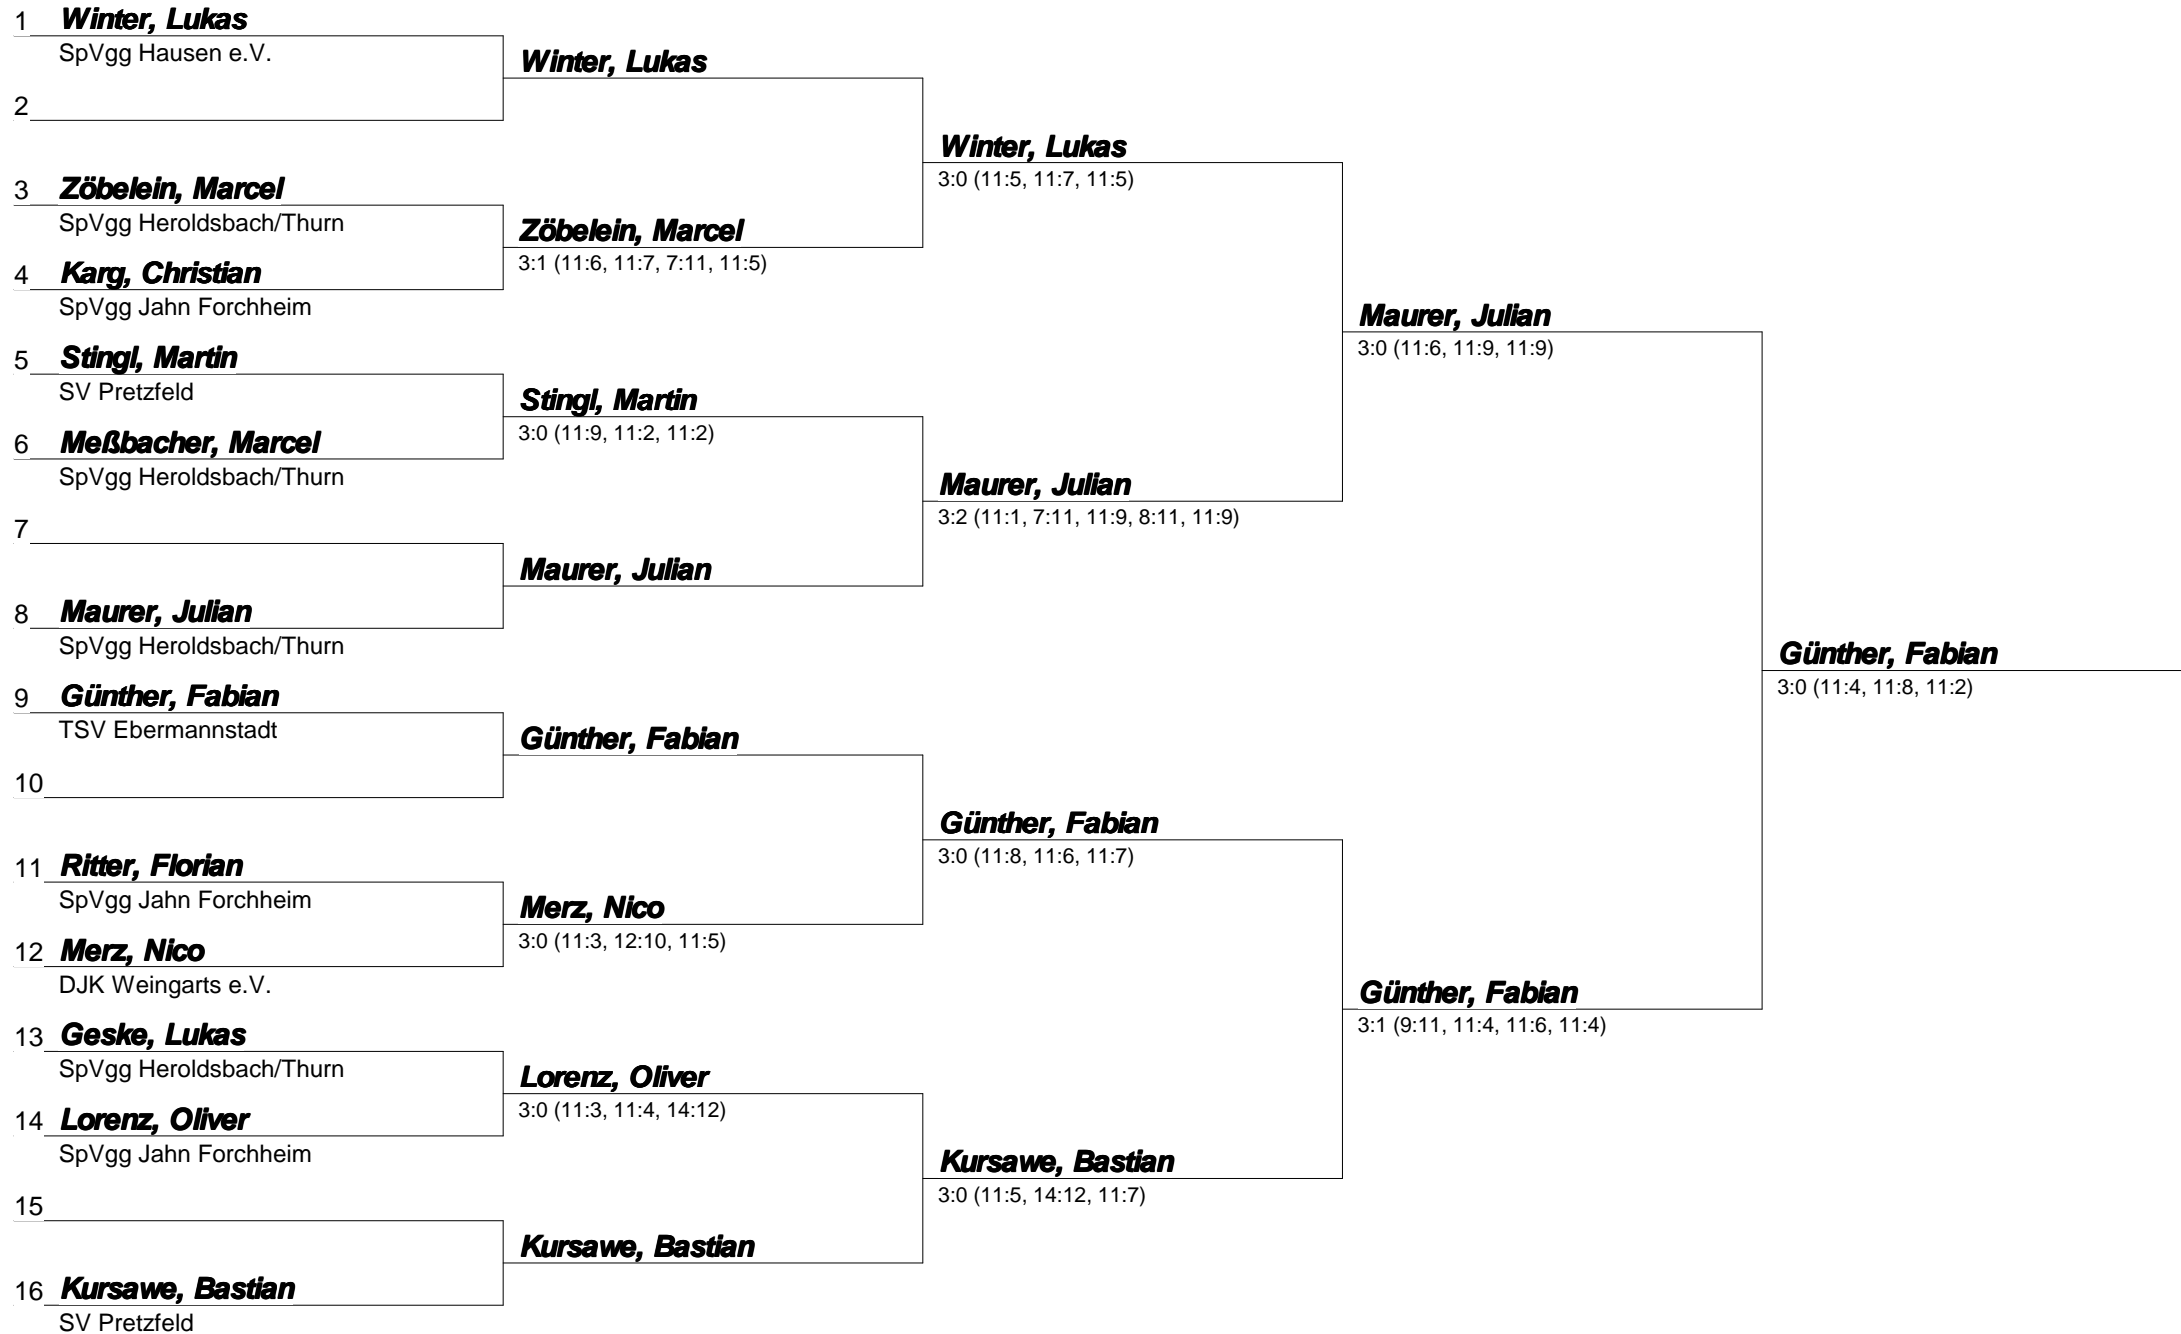 1 Winter, Lukas
SpVgg Hausen e.V.
2
3 Zöbelein, Marcel
SpVgg Heroldsbach/Thurn
4 Karg, Christian
SpVgg Jahn Forchheim
5 Stingl, Martin
SV Pretzfeld
6 Meßbacher, Marcel
SpVgg Heroldsbach/Thurn
7
8 Maurer, Julian
SpVgg Heroldsbach/Thurn
9 Günther, Fabian
TSV Ebermannstadt
10
11 Ritter, Florian
SpVgg Jahn Forchheim
12 Merz, Nico
DJK Weingarts e.V.
13 Geske, Lukas
SpVgg Heroldsbach/Thurn
14 Lorenz, Oliver
SpVgg Jahn Forchheim
15
16 Kursawe, Bastian
SV Pretzfeld
Winter, Lukas
Zöbelein, Marcel
3:1 (11:6, 11:7, 7:11, 11:5)
Stingl, Martin
3:0 (11:9, 11:2, 11:2)
Maurer, Julian
Günther, Fabian
Merz, Nico
3:0 (11:3, 12:10, 11:5)
Lorenz, Oliver
3:0 (11:3, 11:4, 14:12)
Kursawe, Bastian
Winter, Lukas
3:0 (11:5, 11:7, 11:5)
Maurer, Julian
3:2 (11:1, 7:11, 11:9, 8:11, 11:9)
Günther, Fabian
3:0 (11:8, 11:6, 11:7)
Kursawe, Bastian
3:0 (11:5, 14:12, 11:7)
Maurer, Julian
3:0 (11:6, 11:9, 11:9)
Günther, Fabian
3:1 (9:11, 11:4, 11:6, 11:4)
Günther, Fabian
3:0 (11:4, 11:8, 11:2)